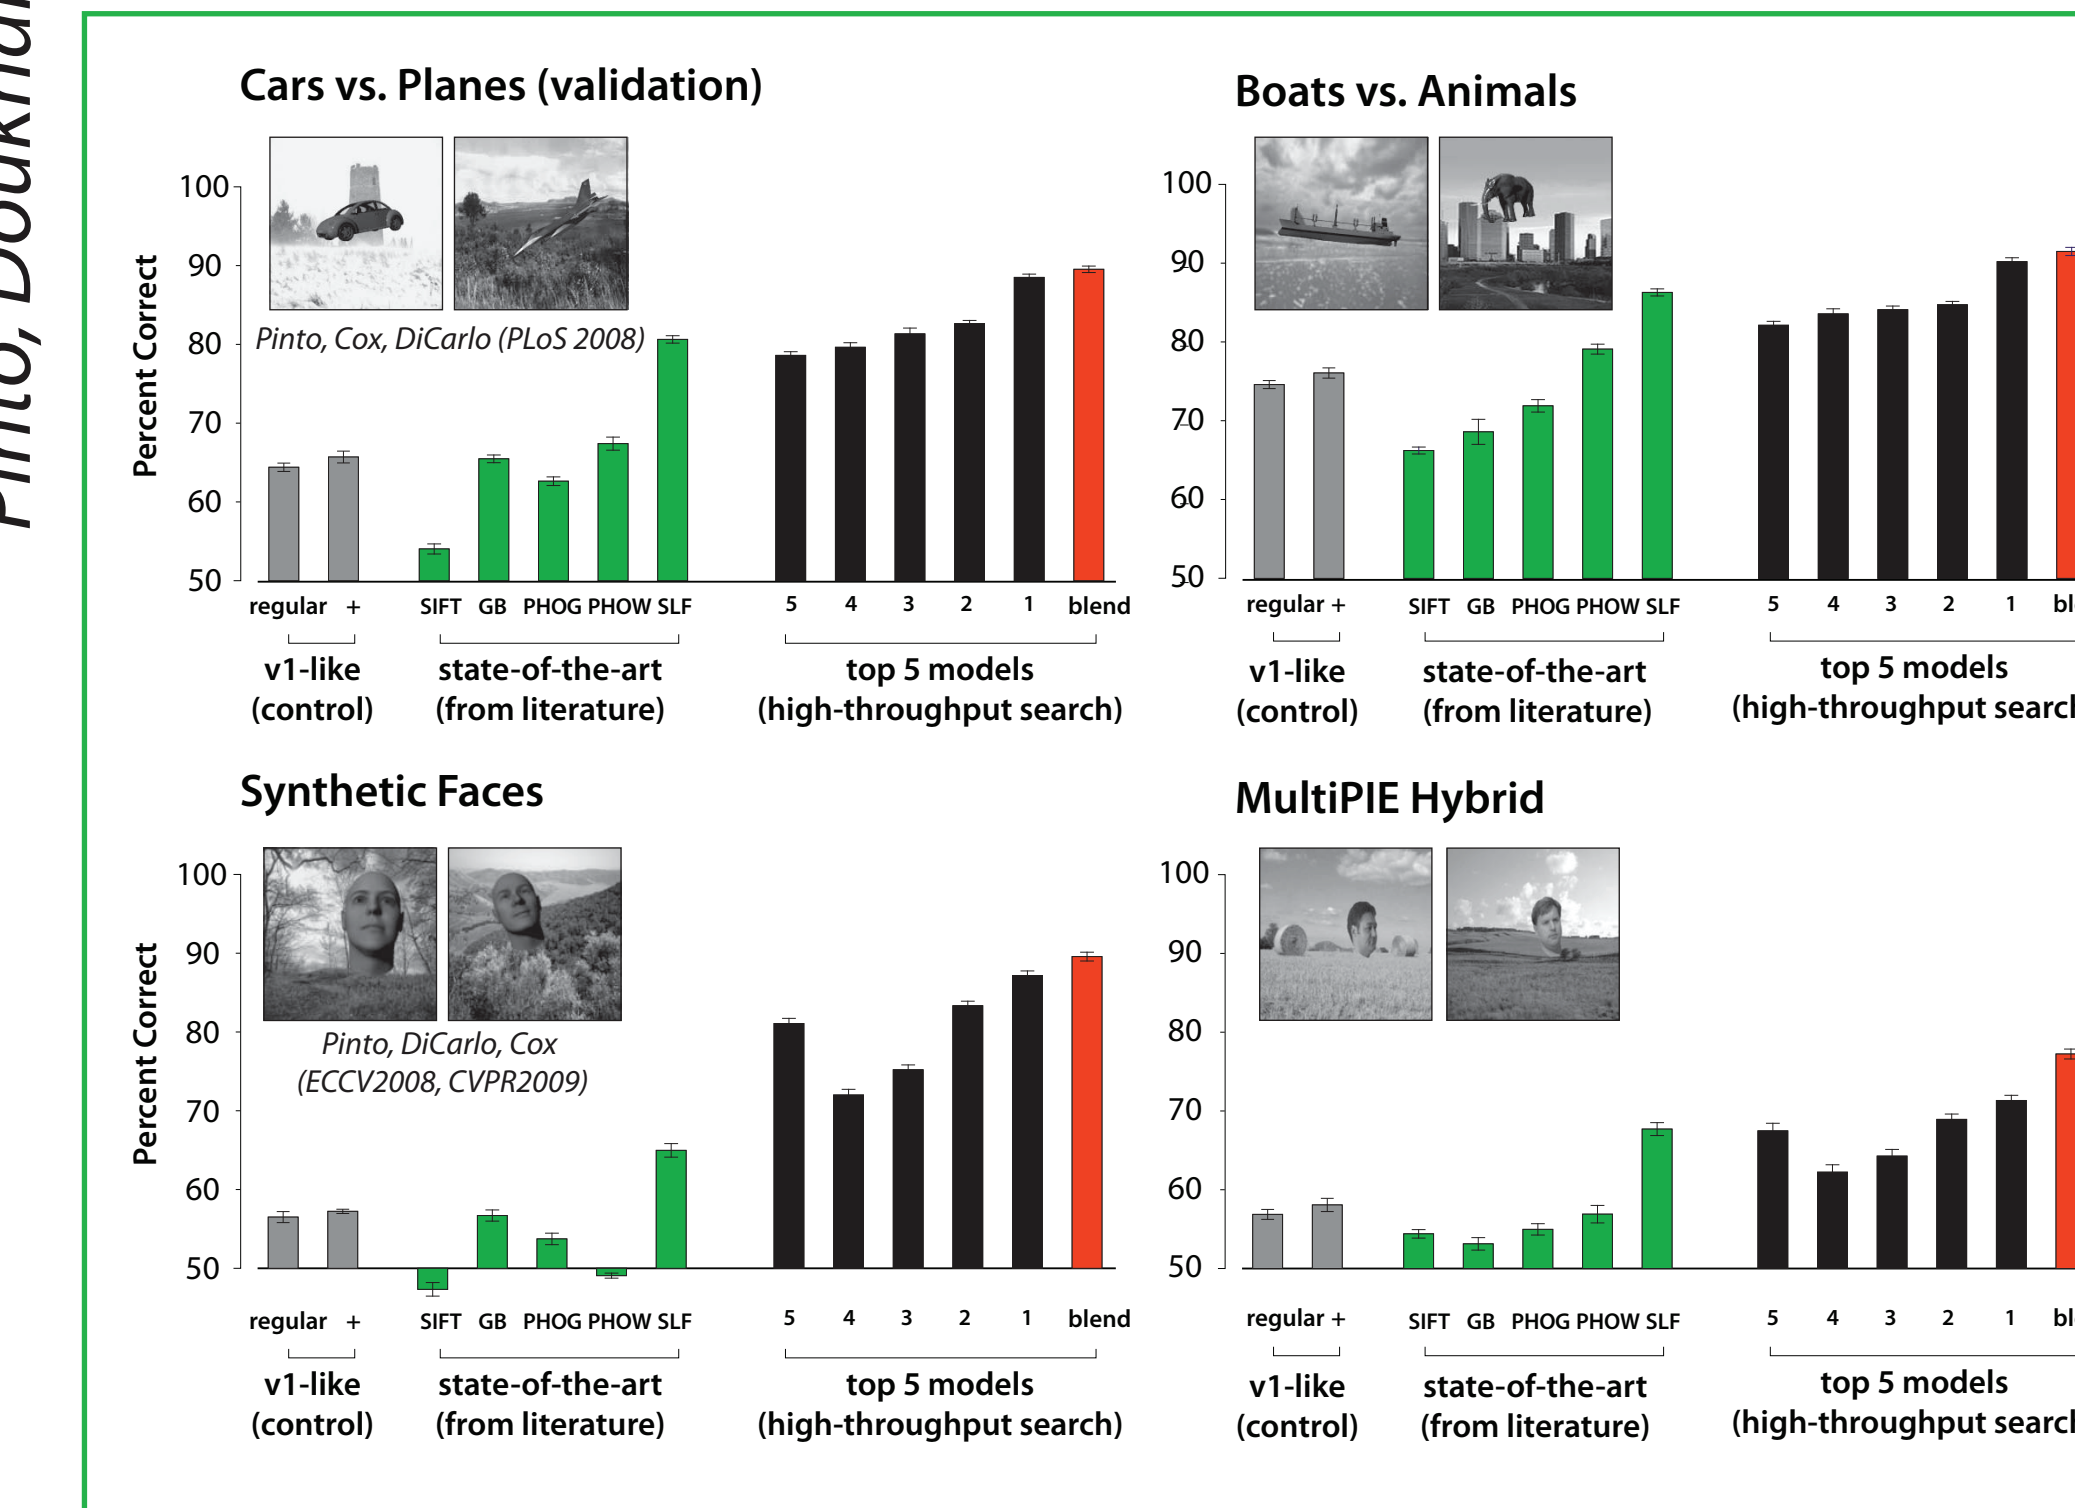 Pinto, Doukhan
Cars vs. Planes (validation)
Pinto, Cox, DiCarlo (PLoS 2008)
Percent Correct
100
90
80
70
60
50
regular + SIFT GB PHOG PHOW SLF 5 4 3 2 1 blend
v1-like state-of-the-art top 5 models
(control) (from literature) (high-throughput search)
Boats vs. Animals
100
90
80
70
60
50
regular + SIFT GB PHOG PHOW SLF 5 4 3 2 1
v1-like state-of-the-art top 5 models
(control) (from literature) (high-throughput
Synthetic Faces
Pinto, DiCarlo, Cox
(ECCV2008, CVPR2009)
Percent Correct
100
90
80
70
60
50
regular + SIFT GB PHOG PHOW SLF 5 4 3 2 1 blend
v1-like state-of-the-art top 5 models
(control) (from literature) (high-throughput search)
MultiPIE Hybrid
100
90
80
70
60
50
regular + SIFT GB PHOG PHOW SLF 5 4 3 2 1
v1-like state-of-the-art top 5 models
(control) (from literature) (high-throughput